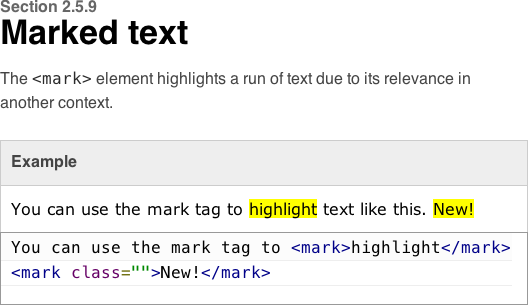 Section 2.5.9
Marked text
The <mark> element highlights a run of text due to its relevance in
another context.
Example
You can use the mark tag to highlight text like this. New!
You can use the mark tag to <mark>highlight</mark>
<mark class="">New!</mark>